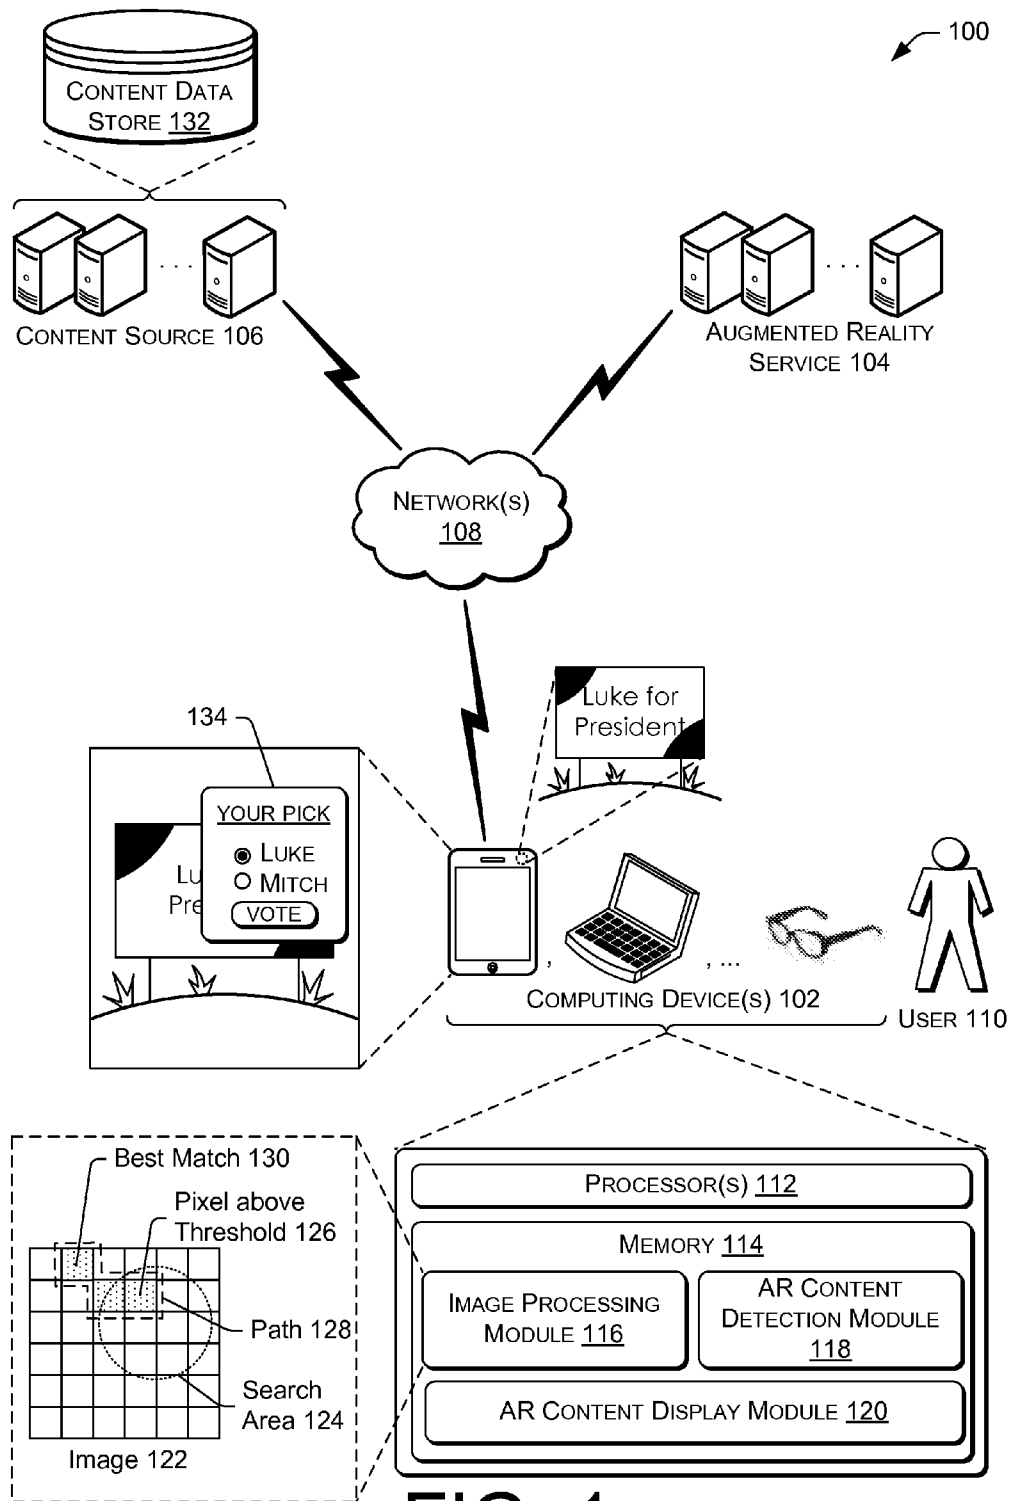 100
CONTENT DATA
STORE 132
CONTENT SOURCE 106
AUGMENTED REALITY
SERVICE 104
NETWORK(S)
108
Luke for
President
134
YOUR PICK
LUKE
MITCH
VOTE
Lu
Pre
, , ...
COMPUTING DEVICE(S) 102
USER 110
Best Match 130
Pixel above
Threshold 126
Path 128
Search
Area 124
Image 122
PROCESSOR(S) 112
MEMORY 114
IMAGE PROCESSING
MODULE 116
AR CONTENT
DETECTION MODULE
118
AR CONTENT DISPLAY MODULE 120
FIG. 1